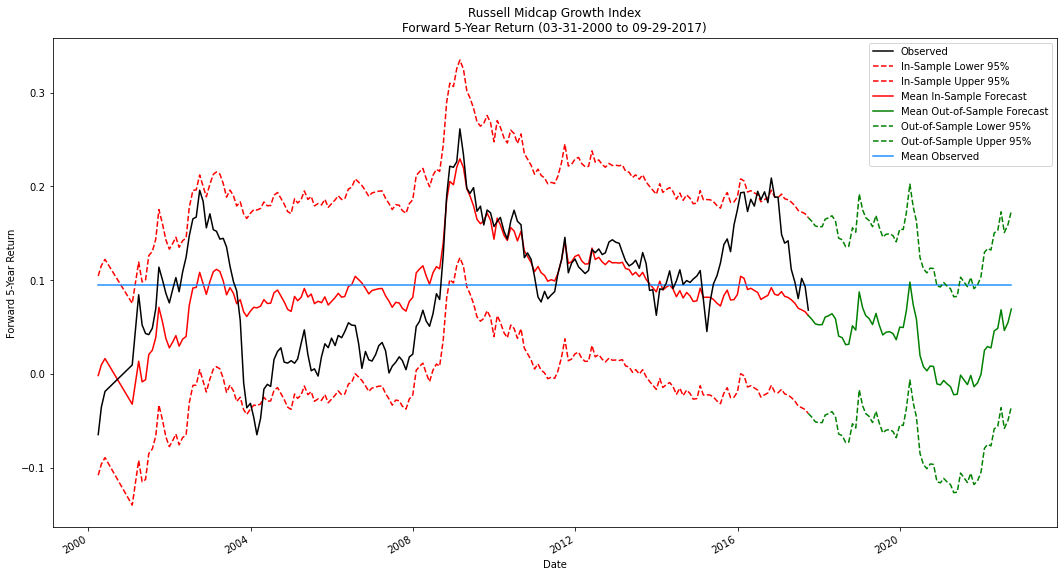 Russell Midcap Growth Index
Forward 5-Year Return (03-31-2000 to 09-29-2017)
Observed
In-Sample Lower 95%
In-Sample Upper 95%
Mean In-Sample Forecast
Mean Out-of-Sample Forecast
Out-of-Sample Lower 95%
Out-of-Sample Upper 95%
Mean Observed
Forward 5-Year Return
0.3
0.2
0.1
0.0
−0.1
2000
2004
2008
2012
2016
2020
Date